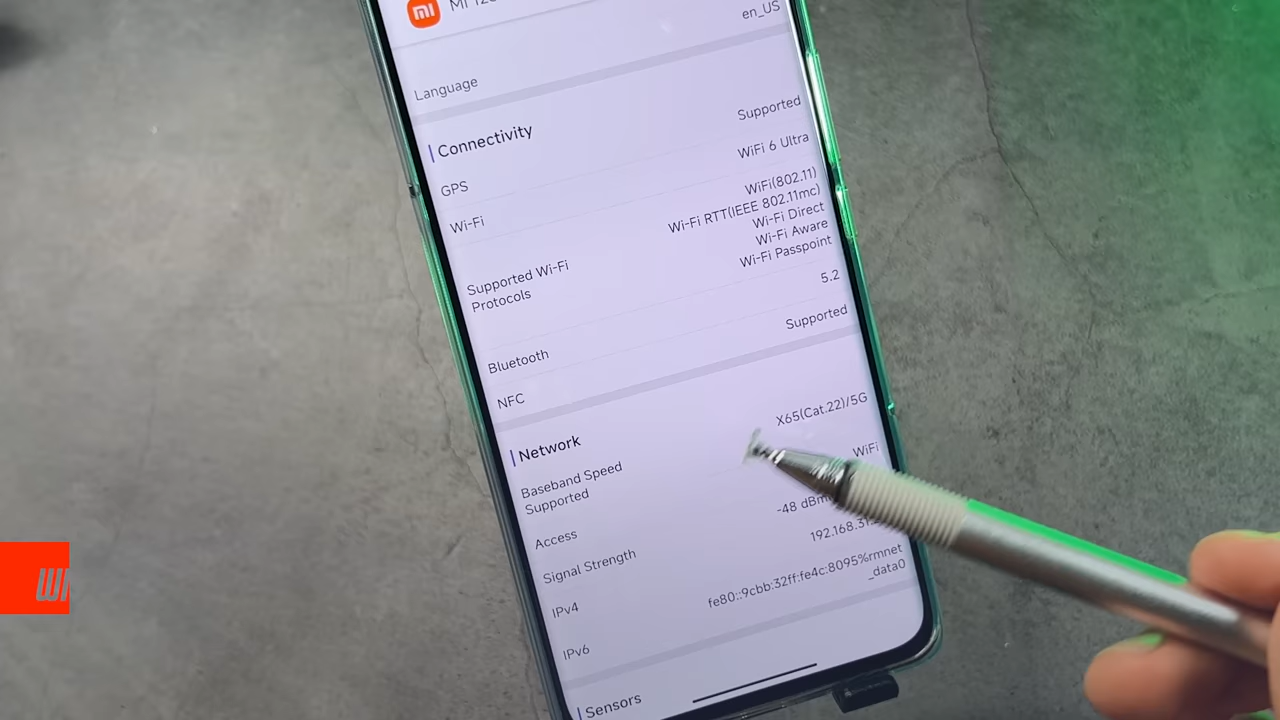 mi
en_US
Language
Connectivity
Supported
GPS
WiFi 6 Ultra
Wi-Fi
WiFi(802.11)
Wi-Fi RTT(IEEE 802.11mc)
Wi-Fi Direct
Wi-Fi Aware
Wi-Fi Passpoint
Supported Wi-Fi
Protocols
5.2
Bluetooth
Supported
NFC
Network
X65(Cat.22)/5G
Baseband Speed
Supported
WiFi
Access
-48 dBm
Signal Strength
192.168.31
IPv4
fe80::9cbb:32ff:fe4c:8095%rmnet
_data0
IPv6
Sensors